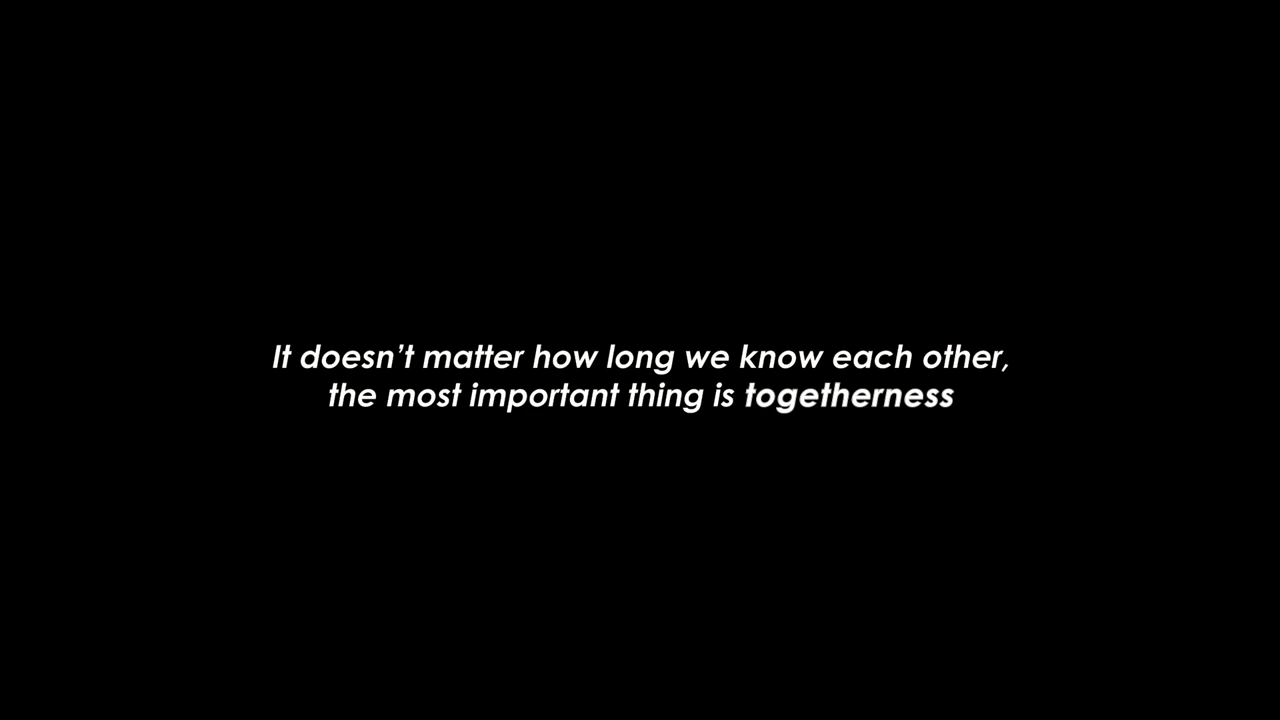 It doesn’t matter how long we know each other,
the most important thing is togetherness